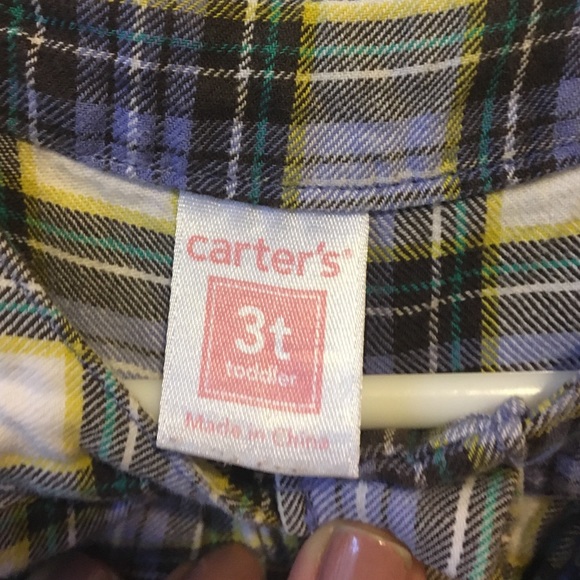 carter's®
3t
toddler
Made in China